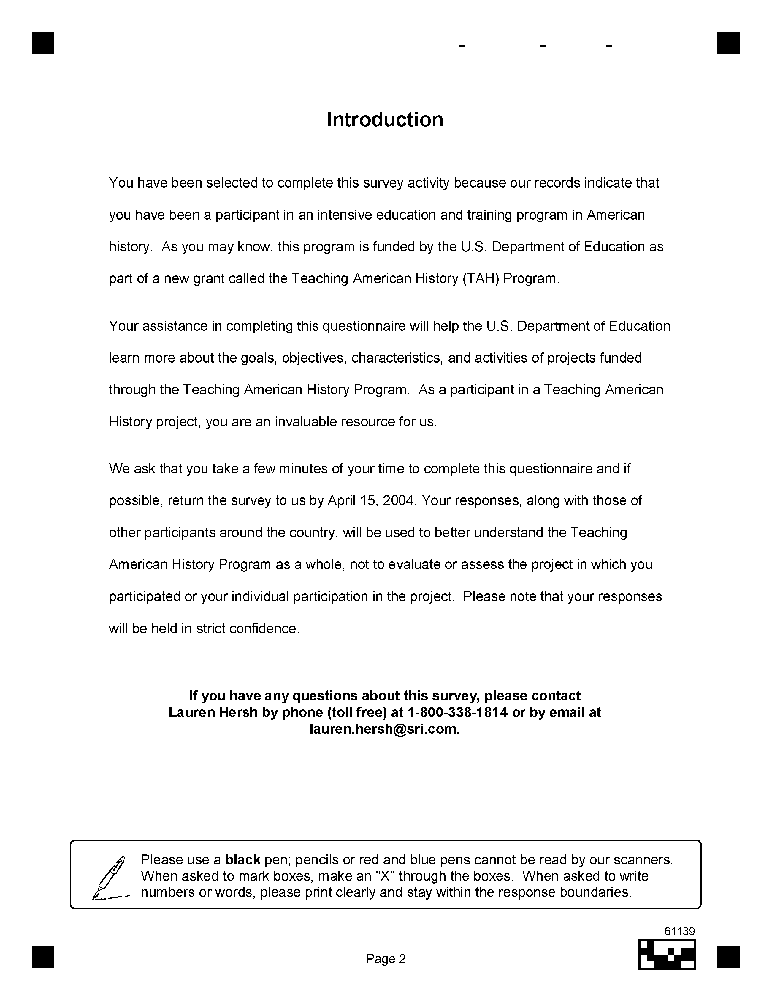 - - -
Introduction
You have been selected to complete this survey activity because our records indicate that
you have been a participant in an intensive education and training program in American
history.  As you may know, this program is funded by the U.S. Department of Education as
part of a new grant called the Teaching American History (TAH) Program.
Your assistance in completing this questionnaire will help the U.S. Department of Education
learn more about the goals, objectives, characteristics, and activities of projects funded
through the Teaching American History Program.  As a participant in a Teaching American
History project, you are an invaluable resource for us.
We ask that you take a few minutes of your time to complete this questionnaire and if
possible, return the survey to us by April 15, 2004. Your responses, along with those of
other participants around the country, will be used to better understand the Teaching
American History Program as a whole, not to evaluate or assess the project in which you
participated or your individual participation in the project.  Please note that your responses
will be held in strict confidence.
If you have any questions about this survey, please contact
Lauren Hersh by phone (toll free) at 1-800-338-1814 or by email at
lauren.hersh@sri.com.
Please use a black pen; pencils or red and blue pens cannot be read by our scanners.
When asked to mark boxes, make an "X" through the boxes.  When asked to write
numbers or words, please print clearly and stay within the response boundaries.
61139
Page 2